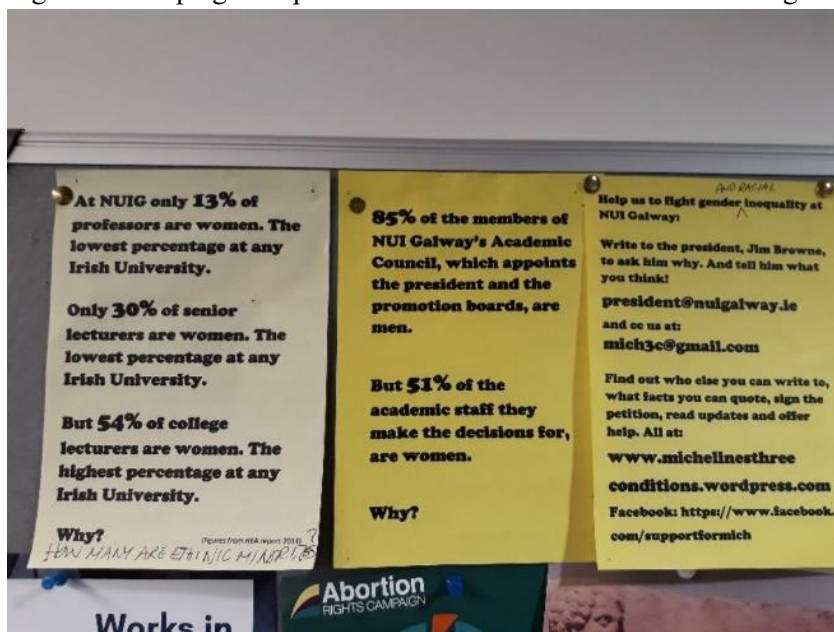 At NUIG only 13% of
professors are women. The
lowest percentage at any
Irish University.
Only 30% of senior
lecturers are women. The
lowest percentage at any
Irish University.
But 54% of college
lecturers are women. The
highest percentage at any
Irish University.
Why?
(Figures from HEA report 2014)
HOW MANY ARE ETHINIC MINORITIES?
85% of the members of
NUI Galway's Academic
Council, which appoints
the president and the
promotion boards, are
men.
But 51% of the
academic staff they
make the decisions for,
are women.
Why?
AND RACIAL
Help us to fight gender inequality at
NUI Galway:
Write to the president, Jim Browne,
to ask him why. And tell him what
you think!
president@nuigalway.ie
and cc us at:
mich3c@gmail.com
Find out who else you can write to,
what facts you can quote, sign the
petition, read updates and offer
help. All at:
www.michelinesthree
conditions.wordpress.com
Facebook: https://www.facebook.
com/supportformich
Works in
Abortion
RIGHTS CAMPAIGN